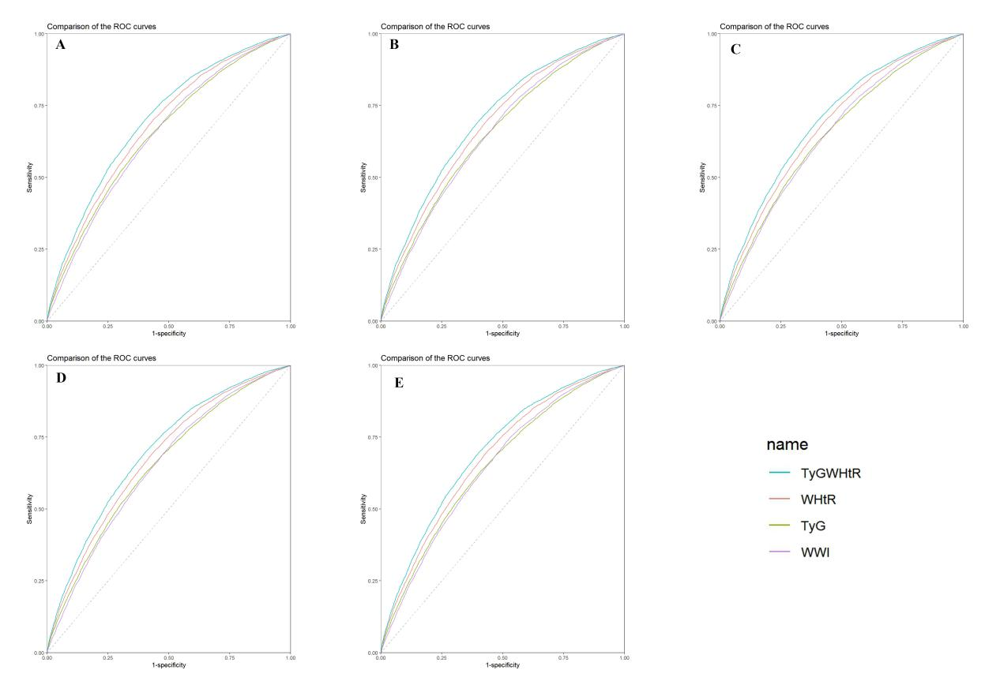 Comparison of the ROC curves
A
1.00
0.75
0.50
0.25
0.00
Sensitivity
0.00 0.25 0.50 0.75 1.00
1-specificity
Comparison of the ROC curves
B
1.00
0.75
0.50
0.25
0.00
Sensitivity
0.00 0.25 0.50 0.75 1.00
1-specificity
Comparison of the ROC curves
C
1.00
0.75
0.50
0.25
0.00
Sensitivity
0.00 0.25 0.50 0.75 1.00
1-specificity
Comparison of the ROC curves
D
1.00
0.75
0.50
0.25
0.00
Sensitivity
0.00 0.25 0.50 0.75 1.00
1-specificity
Comparison of the ROC curves
E
1.00
0.75
0.50
0.25
0.00
Sensitivity
0.00 0.25 0.50 0.75 1.00
1-specificity
name
TyGWHtR
WHtR
TyG
WWI